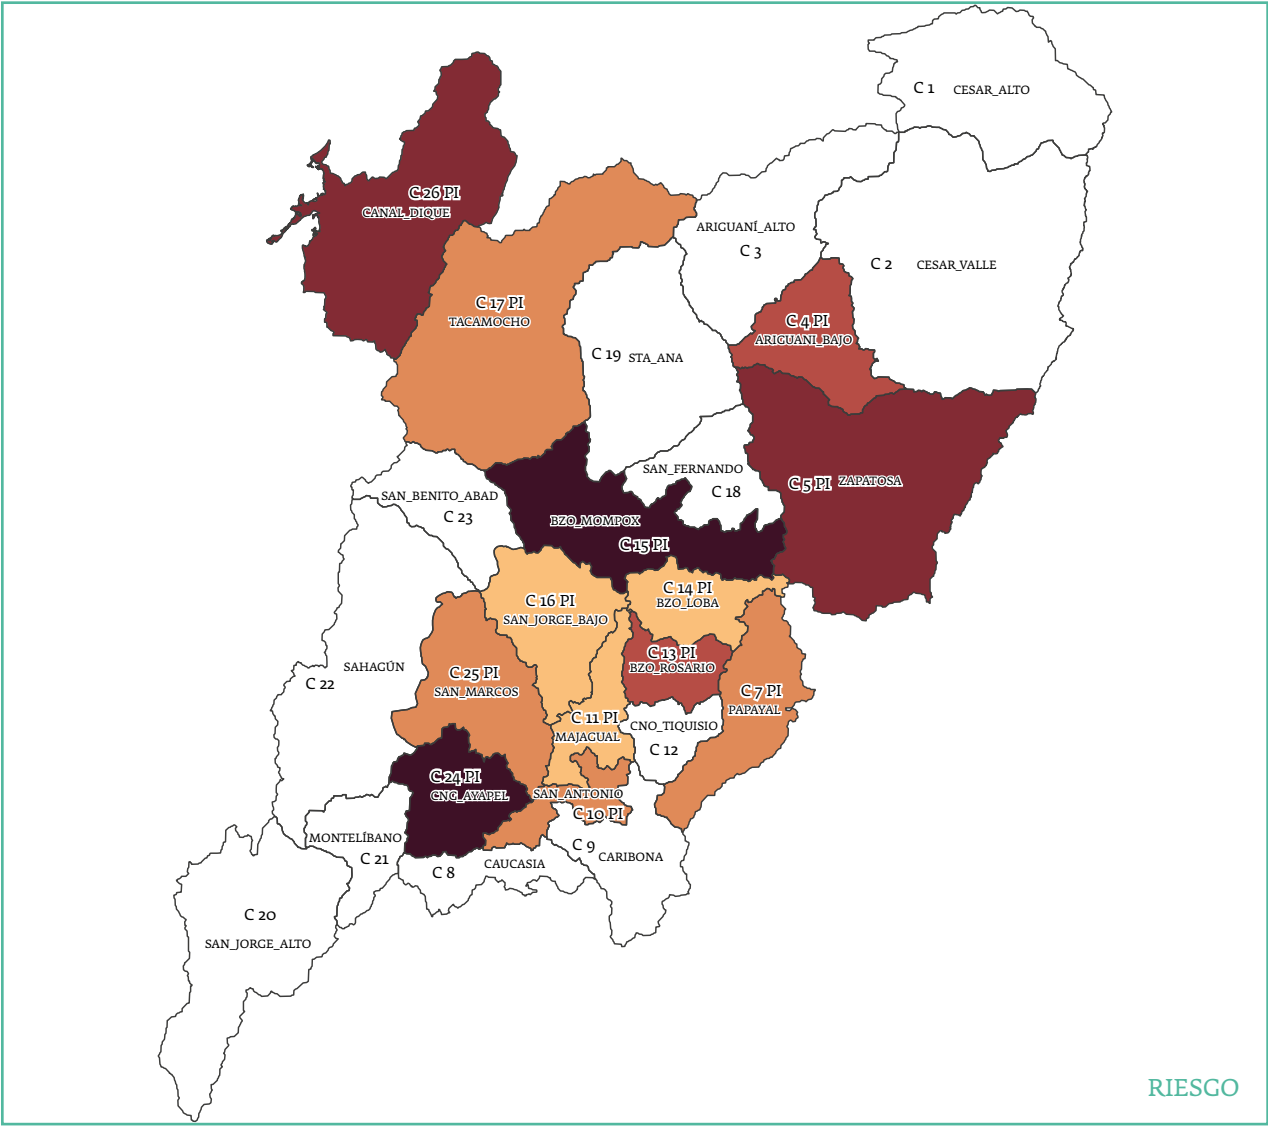 C 1 CESAR_ALTO
C 26 PI
CANAL_DIQUE
ARIGUANÍ_ALTO
C 3
C 2 CESAR_VALLE
C 17 PI
TACAMOCHO
C 4 PI
ARIGUANI_BAJO
C 19 STA_ANA
SAN_FERNANDO
C 18
C 5 PI ZAPATOSA
SAN_BENITO_ABAD
C 23
BZO_MOMPOX
C 15 PI
C 14 PI
BZO_LOBA
C 16 PI
SAN_JORGE_BAJO
C 13 PI
BZO_ROSARIO
SAHAGÚN
C 22
C 25 PI
SAN_MARCOS
C 7 PI
PAPAYAL
C 11 PI
MAJAGUAL
CNO_TIQUISIO
C 12
C 24 PI
CNG_AYAPEL
SAN_ANTONIO
C 10 PI
MONTELÍBANO
C 21
C 9
CARIBONA
C 8
CAUCASIA
C 20
SAN_JORGE_ALTO
RIESGO